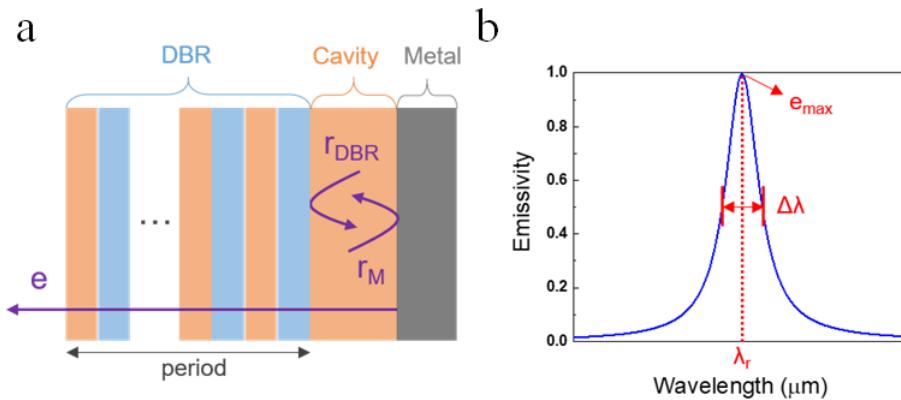 a
DBR
Cavity
Metal
r_DBR
r_M
...
e
period
b
1.0
0.8
0.6
0.4
0.2
0.0
Emissivity
e_max
Δλ
λ_r
Wavelength (μm)